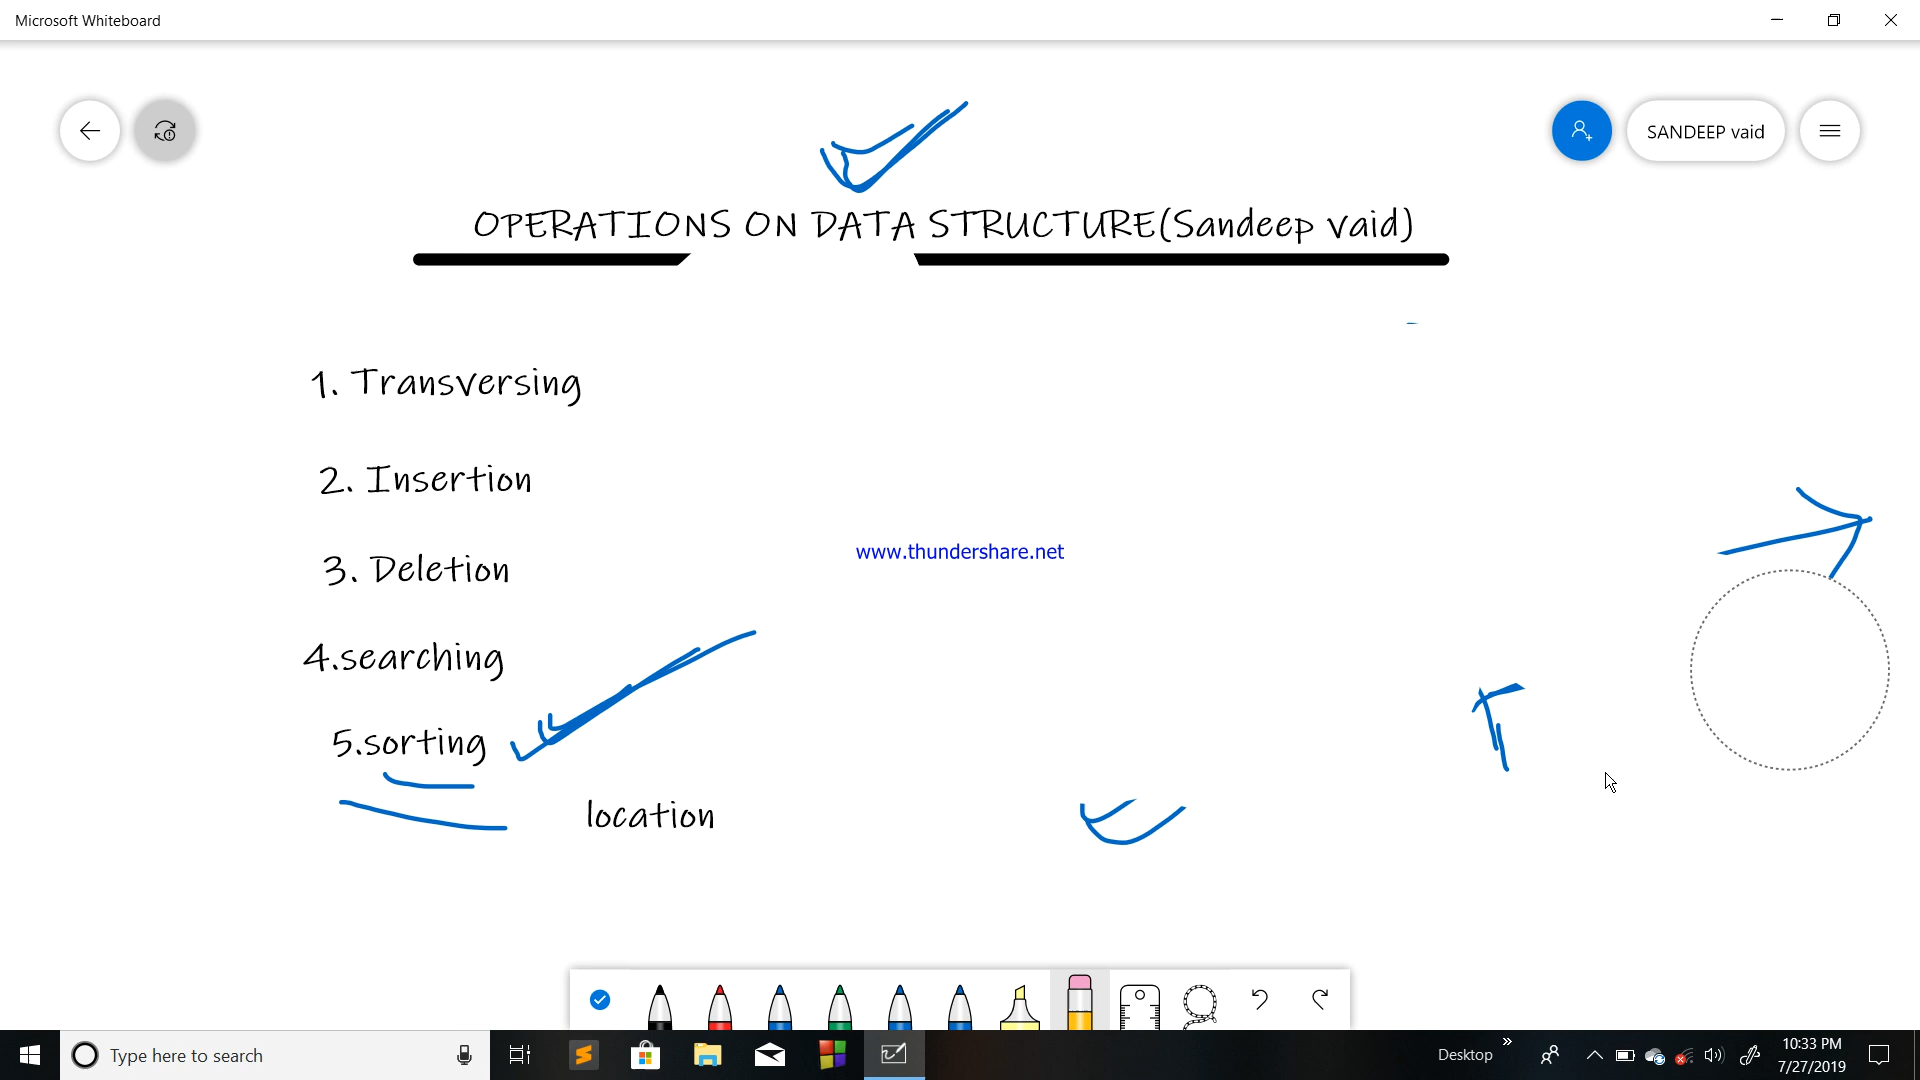 Microsoft Whiteboard
SANDEEP vaid
OPERATIONS ON DATA STRUCTURE(Sandeep vaid)
1. Transversing
2. Insertion
www.thundershare.net
3. Deletion
4.searching
5.sorting
location
Type here to search
Desktop
10:33 PM
7/27/2019